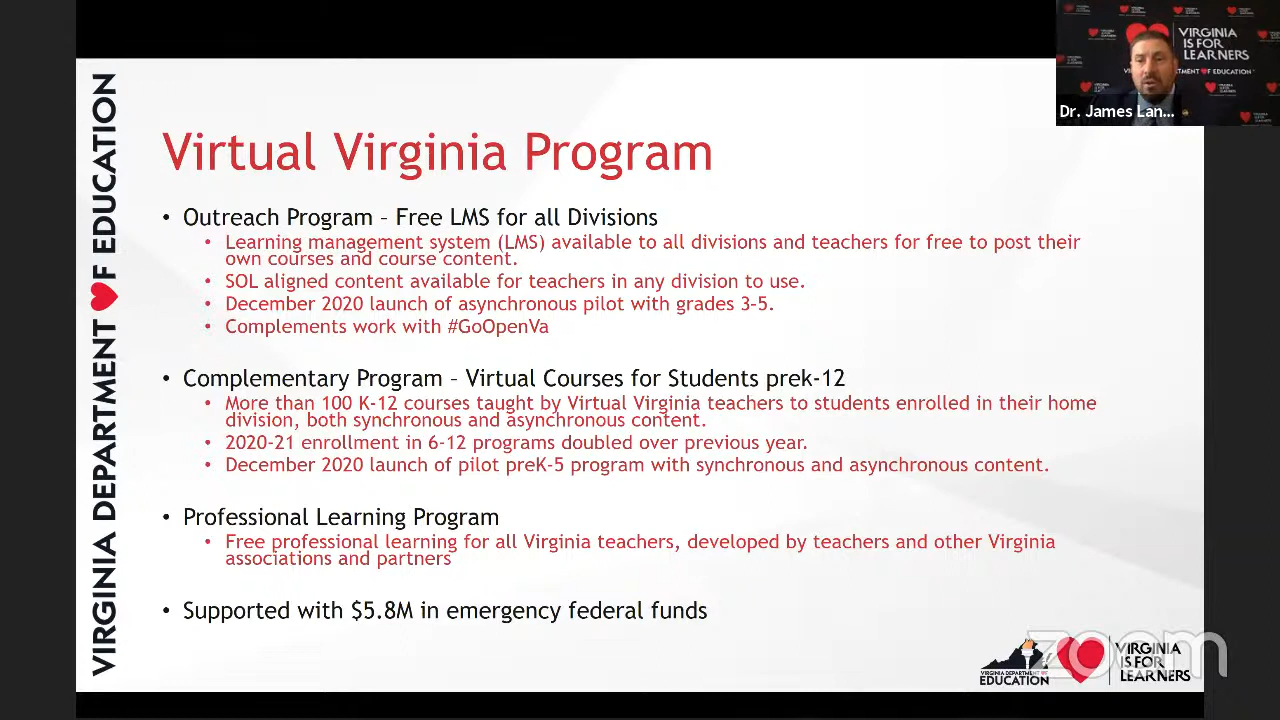 VIRGINIA
IS FOR
LEARNERS
DEPARTMENT OF EDUCATION
Dr. James Lan...
VIRGINIA DEPARTMENT OF EDUCATION
Virtual Virginia Program
• Outreach Program – Free LMS for all Divisions
• Learning management system (LMS) available to all divisions and teachers for free to post their
own courses and course content.
• SOL aligned content available for teachers in any division to use.
• December 2020 launch of asynchronous pilot with grades 3-5.
• Complements work with #GoOpenVa
• Complementary Program – Virtual Courses for Students prek-12
• More than 100 K-12 courses taught by Virtual Virginia teachers to students enrolled in their home
division, both synchronous and asynchronous content.
• 2020-21 enrollment in 6-12 programs doubled over previous year.
• December 2020 launch of pilot preK-5 program with synchronous and asynchronous content.
• Professional Learning Program
• Free professional learning for all Virginia teachers, developed by teachers and other Virginia
associations and partners
• Supported with $5.8M in emergency federal funds
VIRGINIA DEPARTMENT OF
EDUCATION
VIRGINIA
IS FOR
LEARNERS
zoom